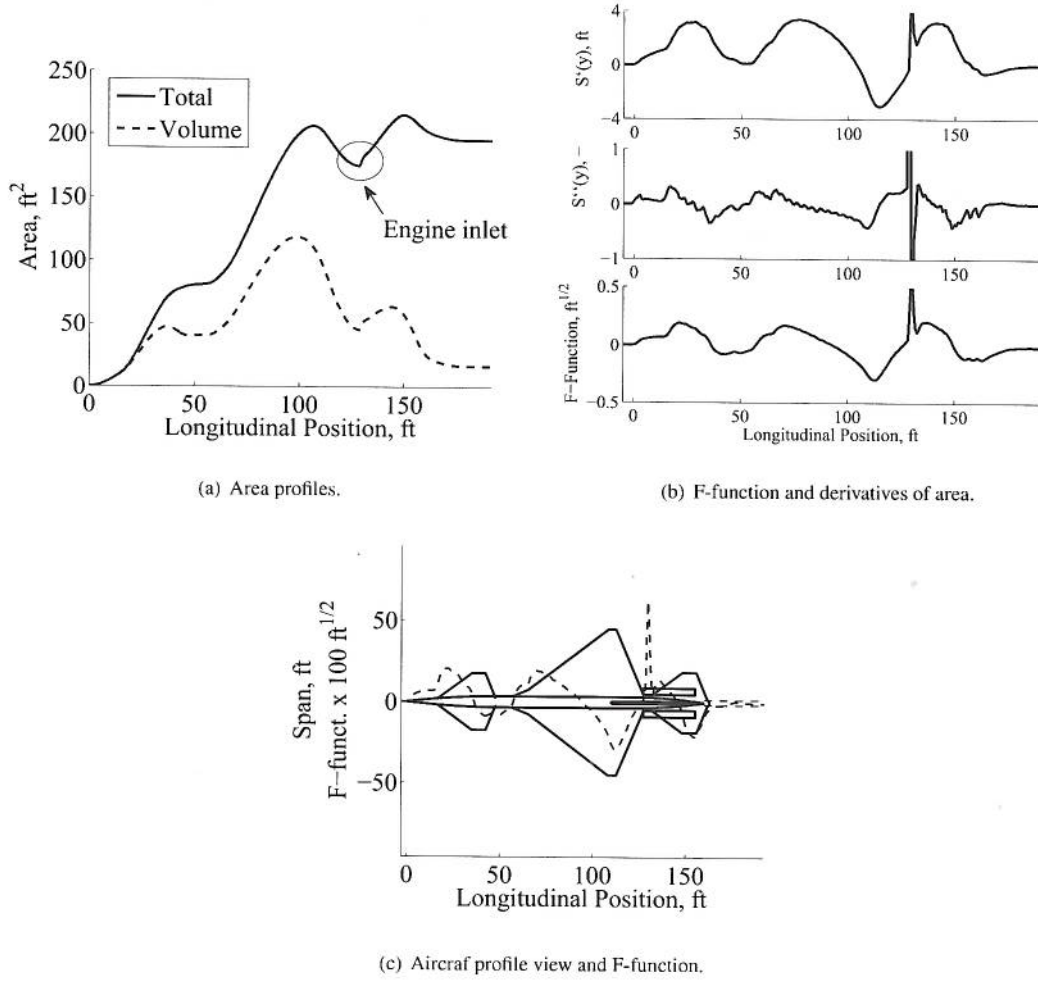 250
200
150
100
50
0
Area, ft²
Total
Volume
Engine inlet
0 50 100 150
Longitudinal Position, ft
(a) Area profiles.
4
0
−4
S‘(y), ft
0 50 100 150
1
0
−1
S‘‘(y), −
0 50 100 150
0.5
0
−0.5
F−Function, ft^1/2
0 50 100 150
Longitudinal Position, ft
(b) F-function and derivatives of area.
50
0
−50
Span, ft
F−funct. x 100 ft^1/2
0 50 100 150
Longitudinal Position, ft
(c) Aircraf profile view and F-function.